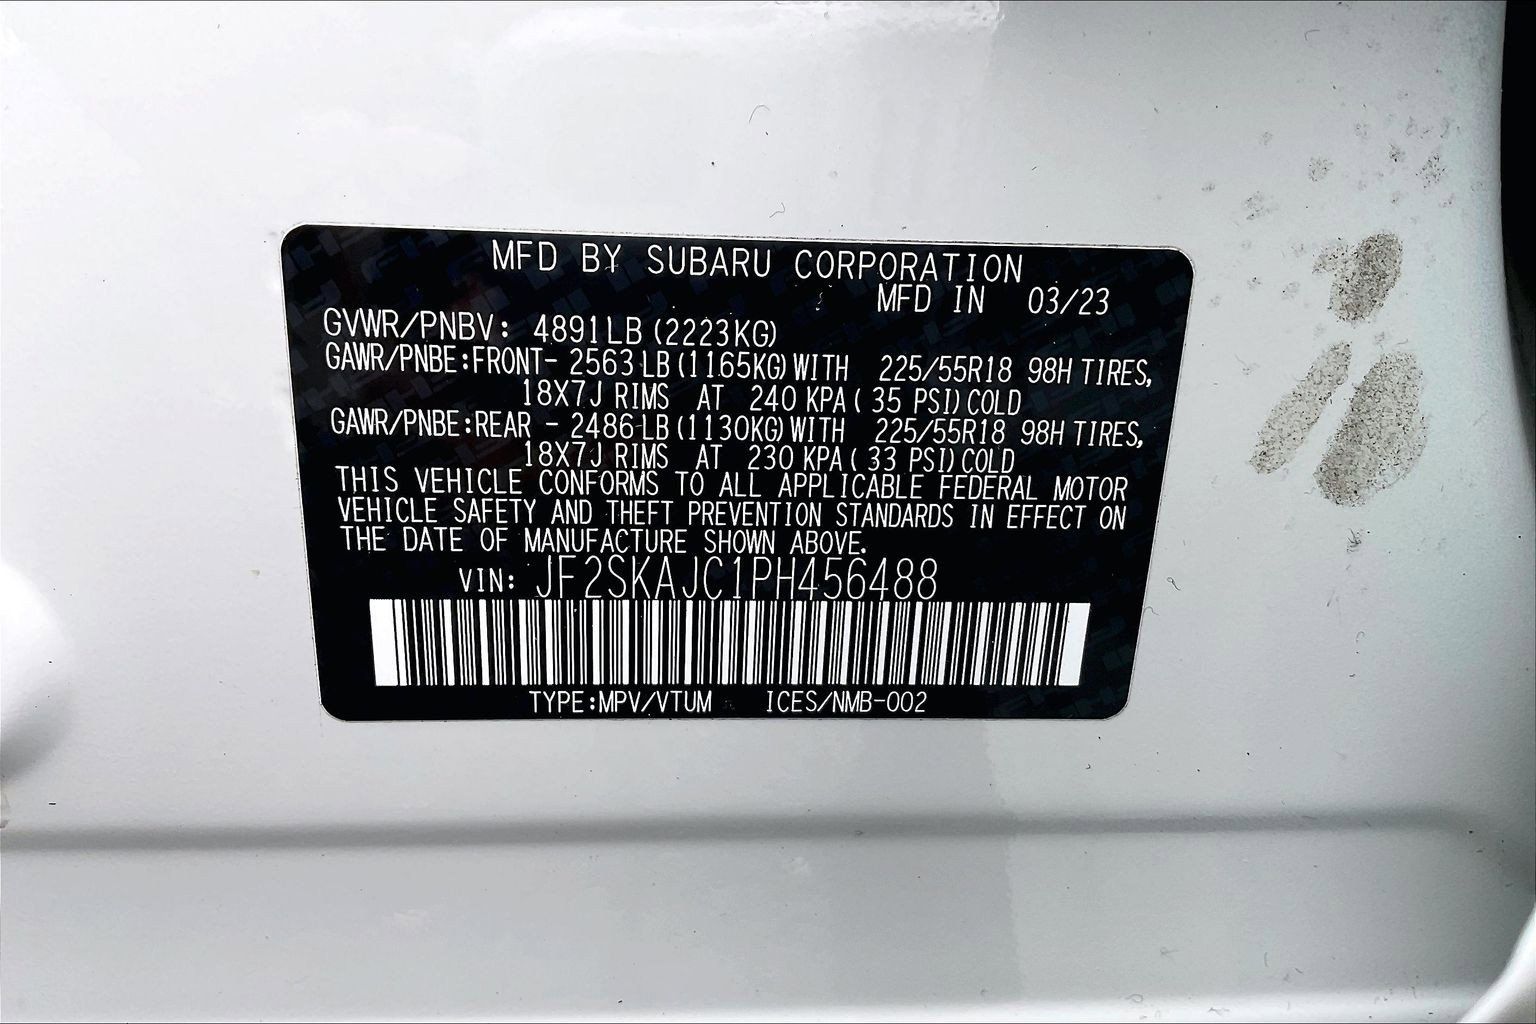 MFD BY SUBARU CORPORATION
MFD IN 03/23
GVWR/PNBV: 4891LB (2223KG)
GAWR/PNBE:FRONT- 2563 LB (1165KG) WITH 225/55R18 98H TIRES,
18X7J RIMS AT 240 KPA ( 35 PSI) COLD
GAWR/PNBE:REAR - 2486 LB (1130KG) WITH 225/55R18 98H TIRES,
18X7J RIMS AT 230 KPA ( 33 PSI) COLD
THIS VEHICLE CONFORMS TO ALL APPLICABLE FEDERAL MOTOR
VEHICLE SAFETY AND THEFT PREVENTION STANDARDS IN EFFECT ON
THE DATE OF MANUFACTURE SHOWN ABOVE.
VIN: JF2SKAJC1PH456488
TYPE:MPV/VTUM ICES/NMB-002